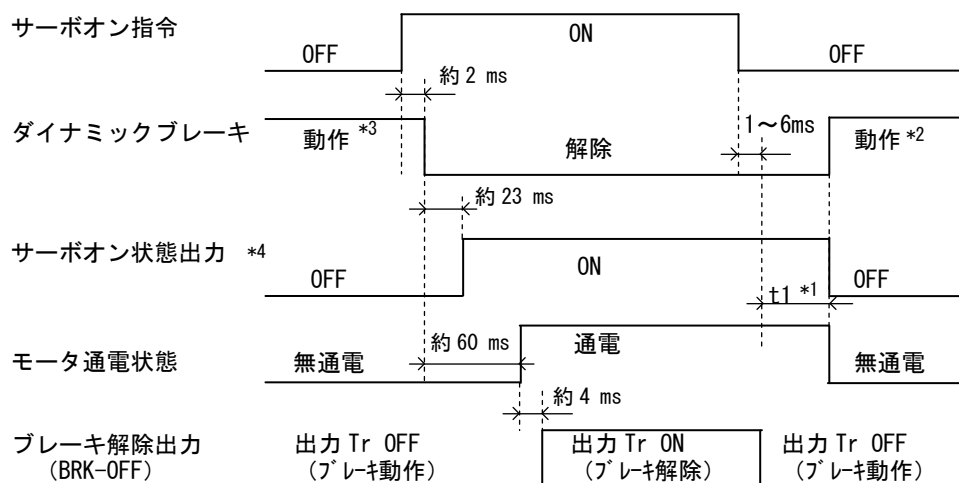 サーボオン指令
ON
OFF
OFF
約 2 ms
ダイナミックブレーキ
動作 *3
解除
1～6ms
動作 *2
約 23 ms
サーボオン状態出力 *4
OFF
ON
OFF
t1 *1
モータ通電状態
無通電
約 60 ms
通電
無通電
約 4 ms
ブレーキ解除出力
(BRK-OFF)
出力 Tr OFF
(ﾌﾞﾚｰｷ動作)
出力 Tr ON
(ﾌﾞﾚｰｷ解除)
出力 Tr OFF
(ﾌﾞﾚｰｷ動作)